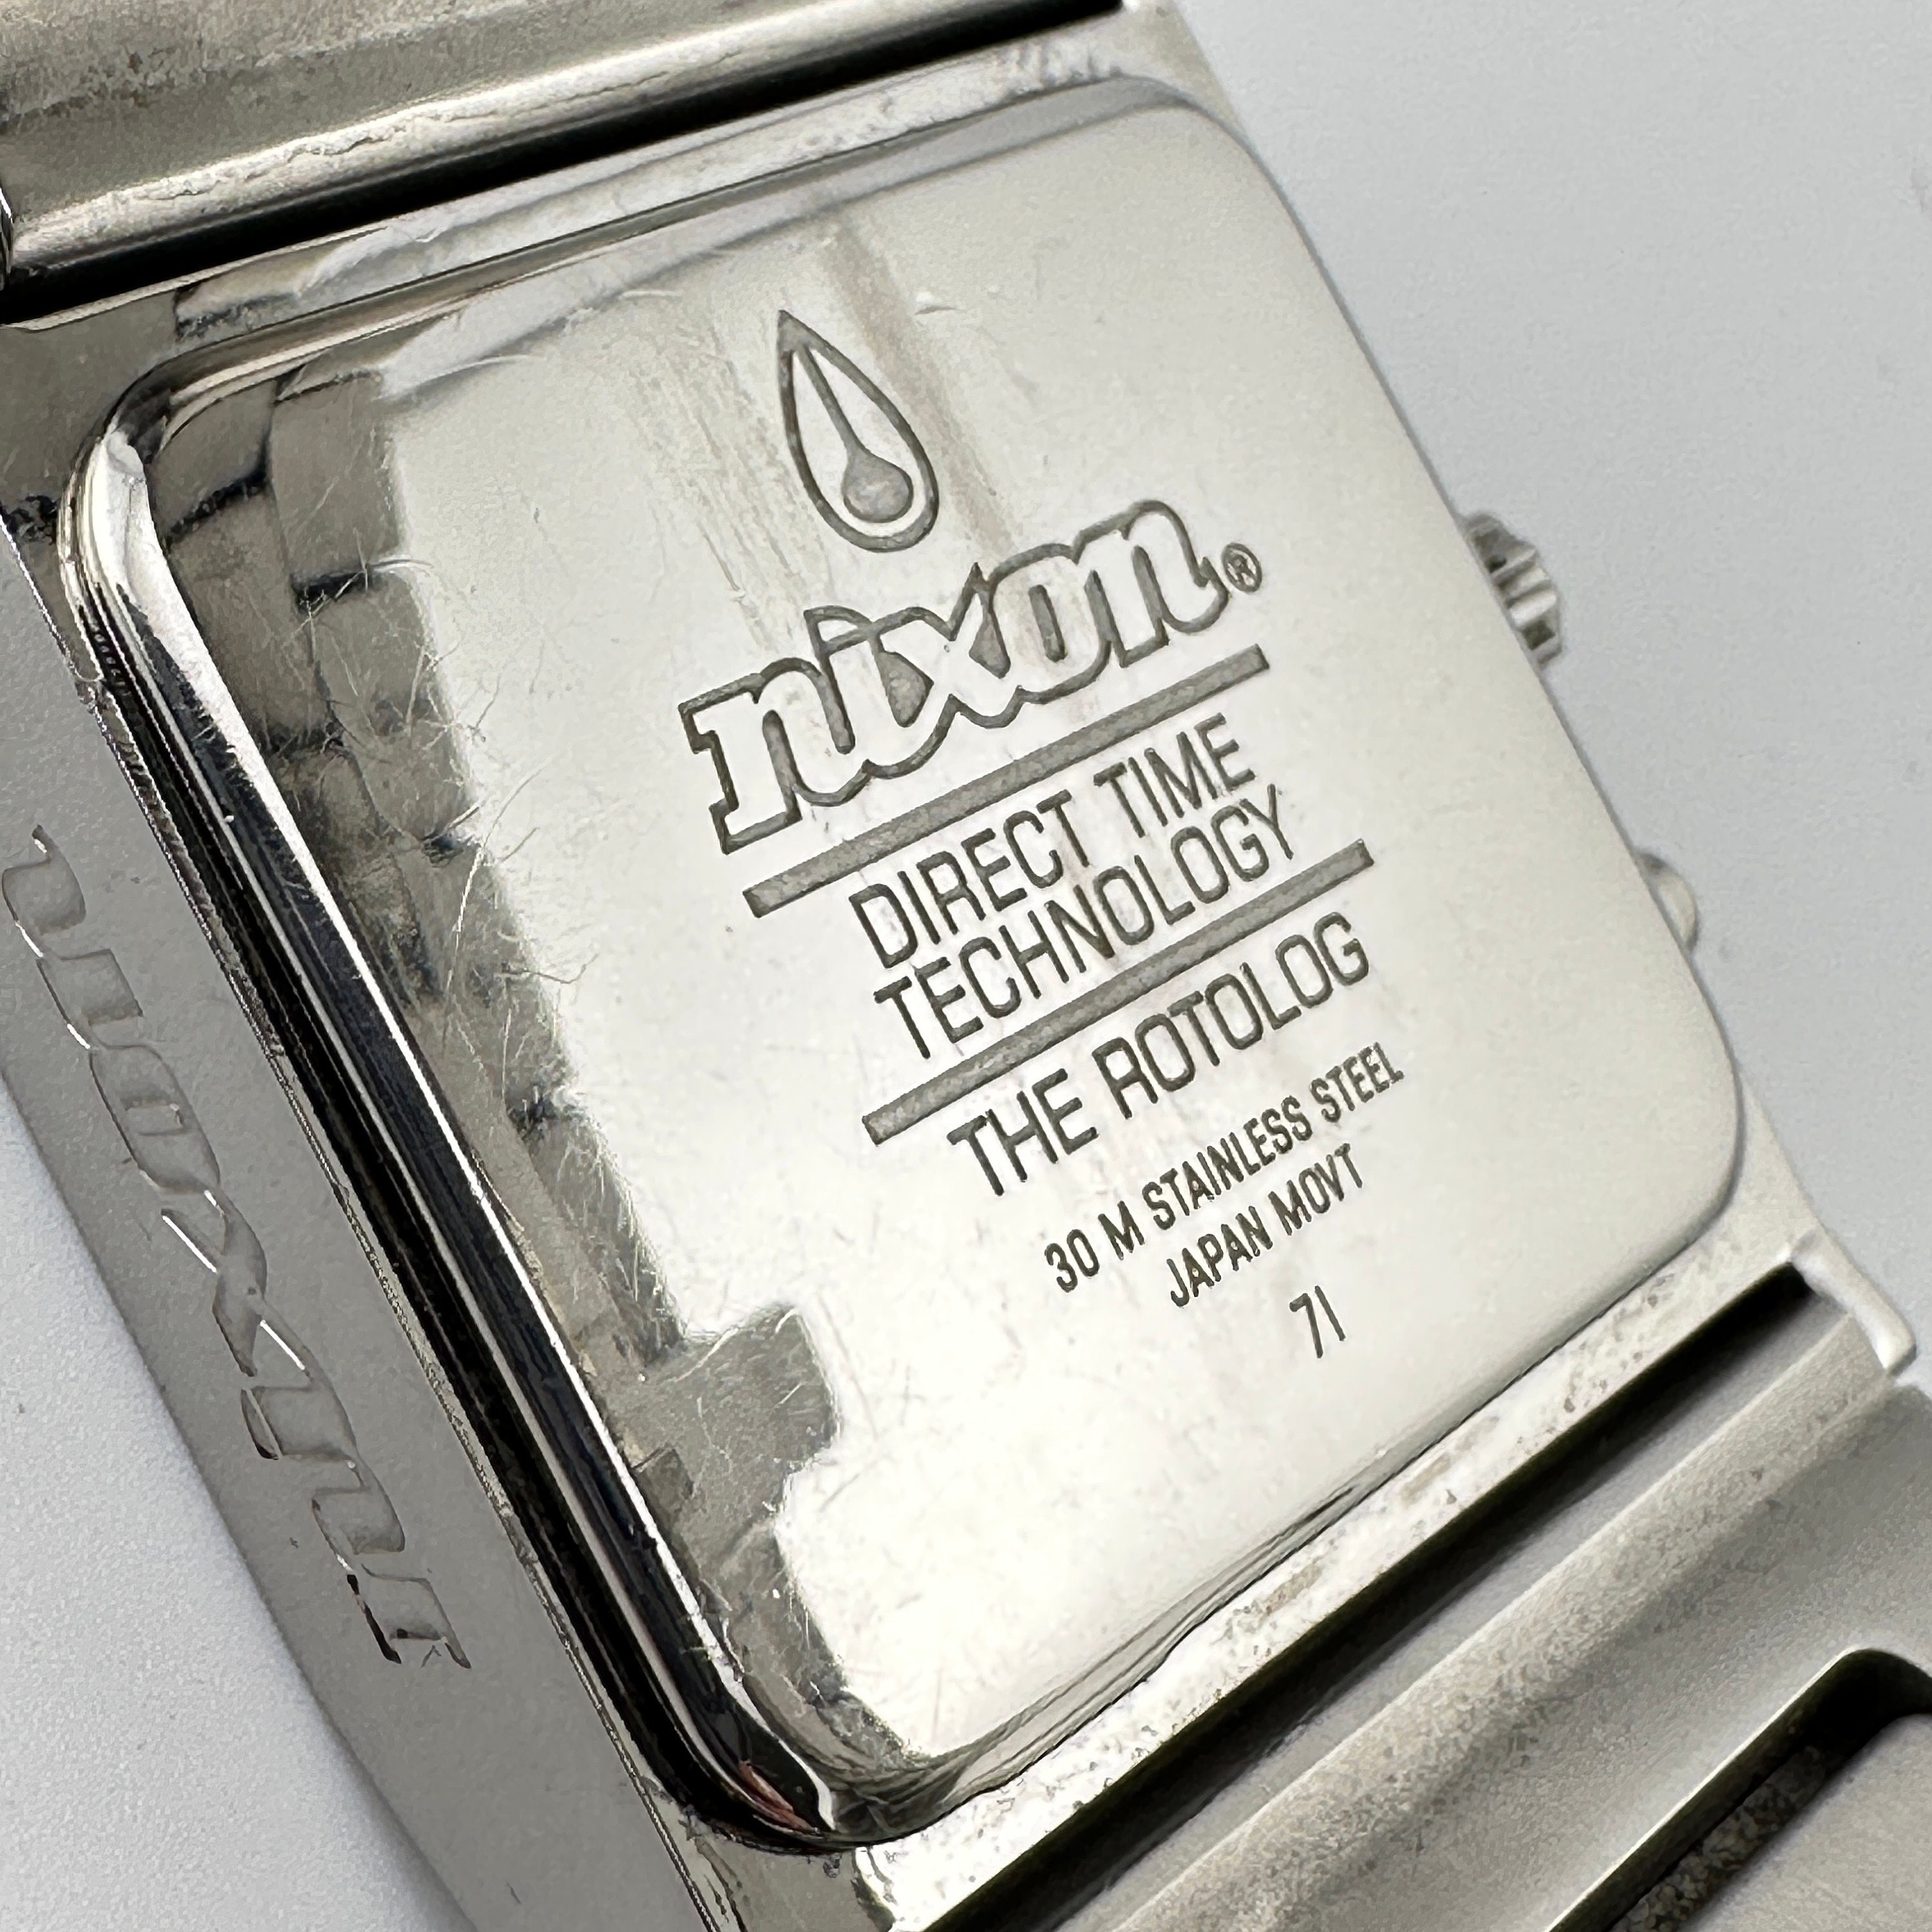 nixon®
DIRECT TIME
TECHNOLOGY
THE ROTOLOG
30 M STAINLESS STEEL
JAPAN MOVT
71
nixon